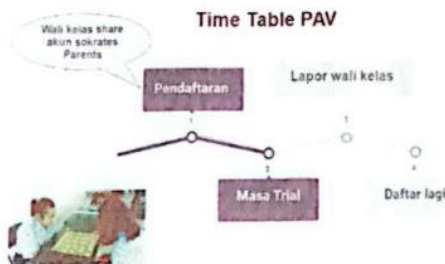 Time Table PAV
Wali kelas share
akun sokrates
Parents
Pendaftaran
1
Masa Trial
2
Lapor wali kelas
3
Daftar lagi
4